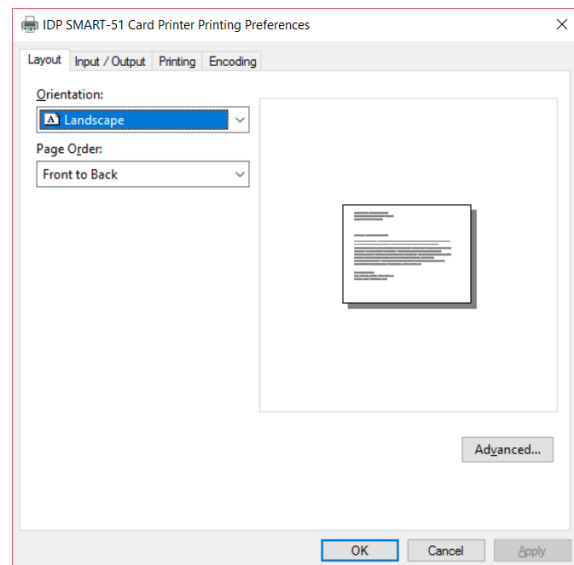 IDP SMART-51 Card Printer Printing Preferences
Layout Input / Output Printing Encoding
Orientation:
A Landscape
Page Order:
Front to Back
Advanced...
OK Cancel Apply